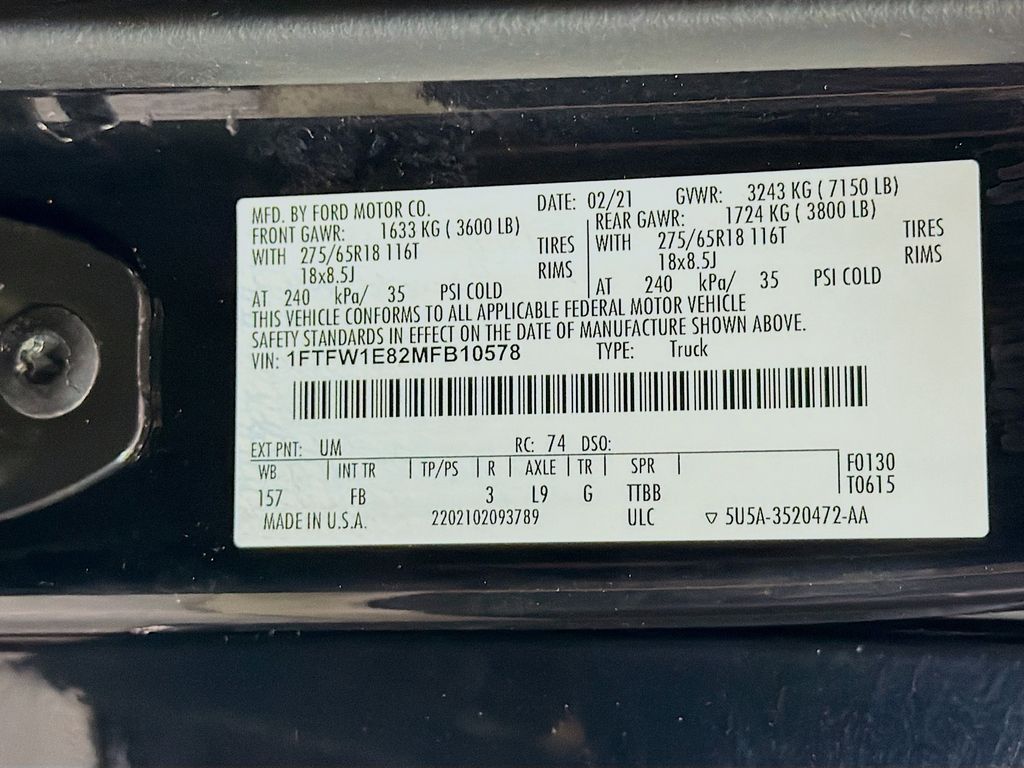 MFD. BY FORD MOTOR CO. DATE: 02/21 GVWR: 3243 KG ( 7150 LB)
FRONT GAWR: 1633 KG ( 3600 LB) REAR GAWR: 1724 KG ( 3800 LB)
WITH 275/65R18 116T TIRES WITH 275/65R18 116T TIRES
18x8.5J RIMS 18x8.5J RIMS
AT 240 kPa/ 35 PSI COLD AT 240 kPa/ 35 PSI COLD
THIS VEHICLE CONFORMS TO ALL APPLICABLE FEDERAL MOTOR VEHICLE
SAFETY STANDARDS IN EFFECT ON THE DATE OF MANUFACTURE SHOWN ABOVE.
VIN: 1FTFW1E82MFB10578 TYPE: Truck
EXT PNT: UM RC: 74 DSO:
WB INT TR TP/PS R AXLE TR SPR F0130
157 FB 3 L9 G TTBB T0615
MADE IN U.S.A. 2202102093789 ULC ▽ 5U5A-3520472-AA